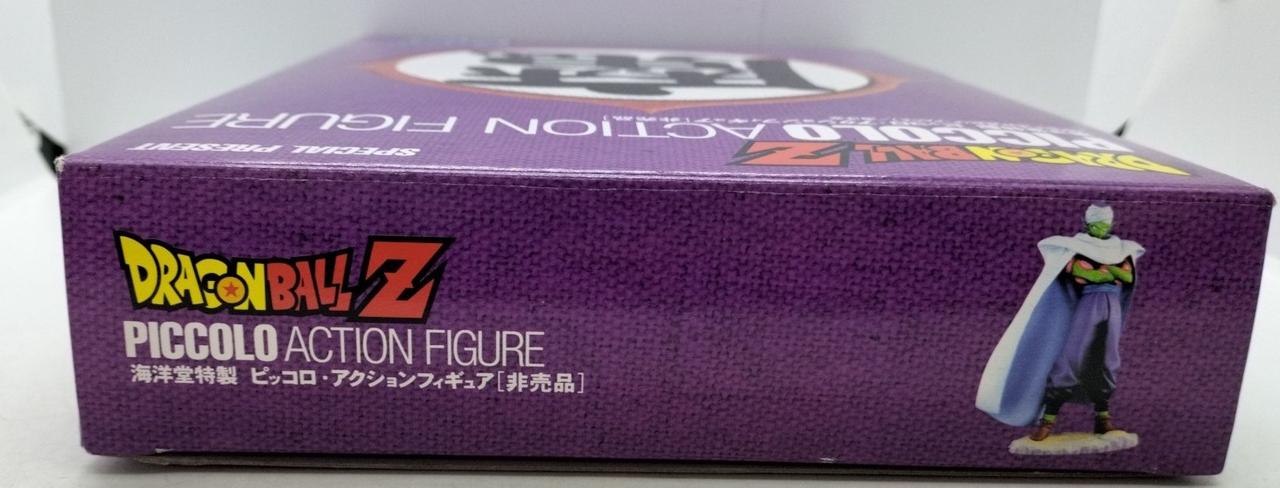 SPECIAL PRESENT
PICCOLO ACTION FIGURE
DRAGON BALL Z
DRAGON BALL Z
PICCOLO ACTION FIGURE
海洋堂特製 ピッコロ・アクションフィギュア[非売品]